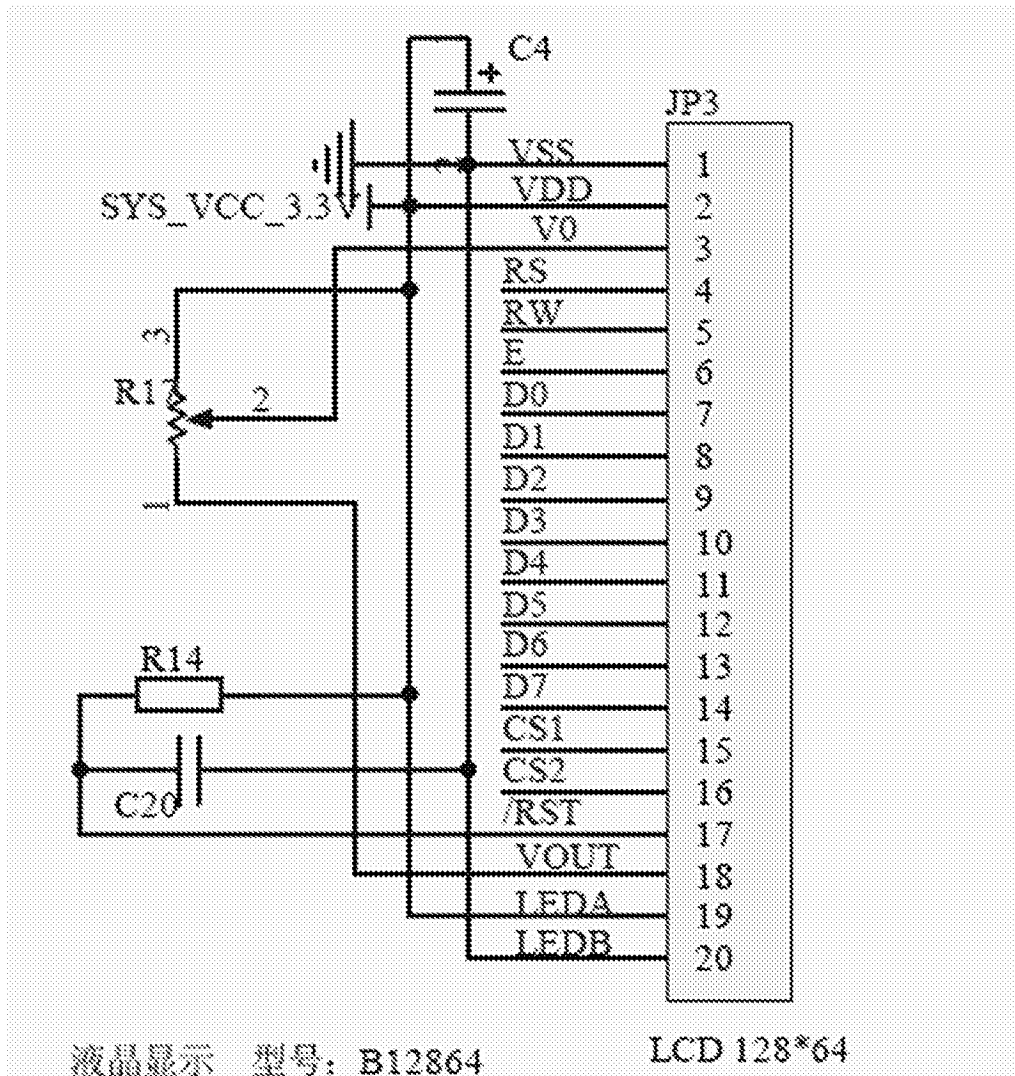 C4
JP3
VSS 1
SYS_VCC_3.3V VDD 2
V0 3
RS 4
RW 5
3
E 6
2
D0 7
D1 8
D2 9
1
D3 10
D4 11
D5 12
R14
D6 13
D7 14
CS1 15
CS2 16
C20
/RST 17
VOUT 18
LEDA 19
LEDB 20
液晶显示 型号：B12864
LCD 128*64